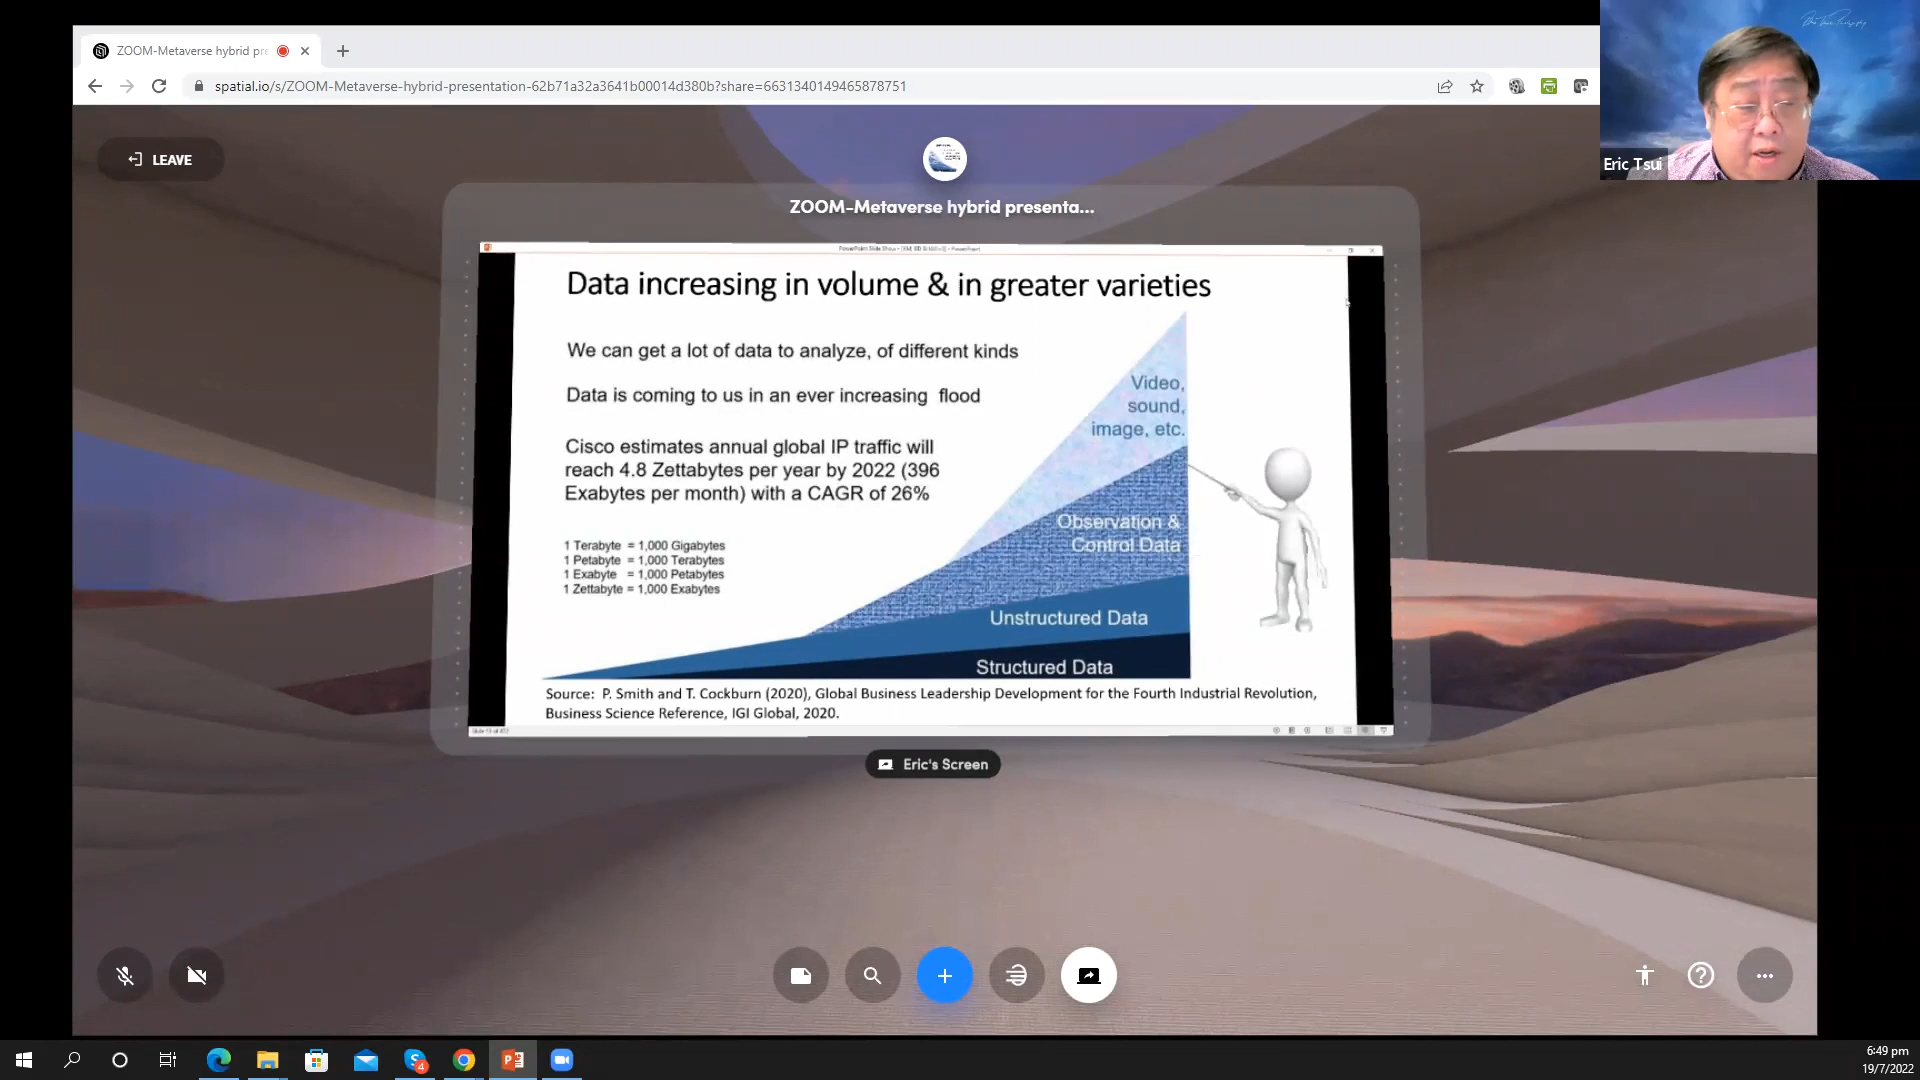 ZOOM-Metaverse hybrid pre
spatial.io/s/ZOOM-Metaverse-hybrid-presentation-62b71a32a3641b00014d380b?share=6631340149465878751
Eric Tsui
LEAVE
ZOOM-Metaverse hybrid presenta...
Data increasing in volume & in greater varieties
We can get a lot of data to analyze, of different kinds
Data is coming to us in an ever increasing flood
Cisco estimates annual global IP traffic will
reach 4.8 Zettabytes per year by 2022 (396
Exabytes per month) with a CAGR of 26%
1 Terabyte = 1,000 Gigabytes
1 Petabyte = 1,000 Terabytes
1 Exabyte = 1,000 Petabytes
1 Zettabyte = 1,000 Exabytes
Video,
sound,
image, etc.
Observation &
Control Data
Unstructured Data
Structured Data
Source: P. Smith and T. Cockburn (2020), Global Business Leadership Development for the Fourth Industrial Revolution,
Business Science Reference, IGI Global, 2020.
Eric's Screen
4
6:49 pm
19/7/2022